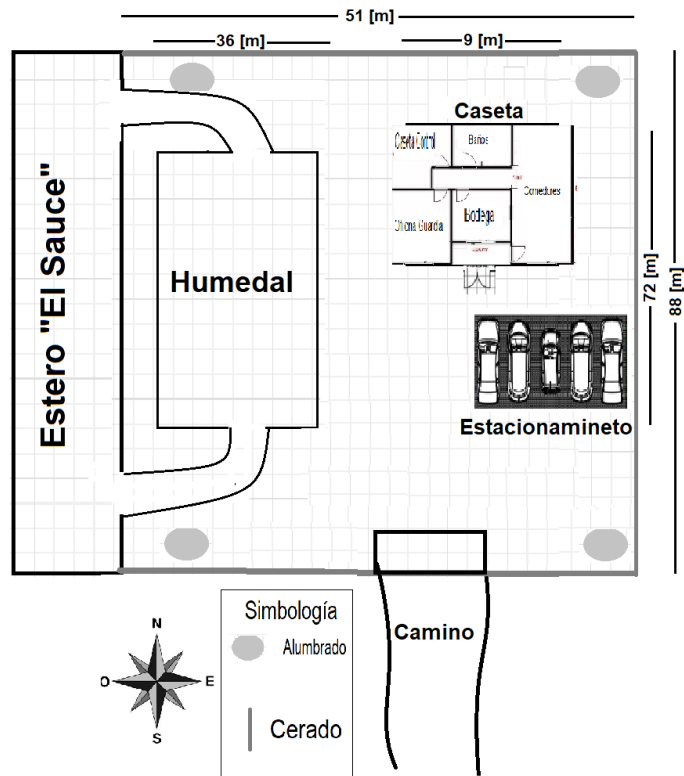 51 [m]
36 [m]
9 [m]
Caseta
Caseta Control
Baños
Comedores
Oficina Guardia
Bodega
Estero "El Sauce"
Humedal
72 [m]
88 [m]
Estacionamineto
Camino
N
O
E
S
Simbología
Alumbrado
Cerado